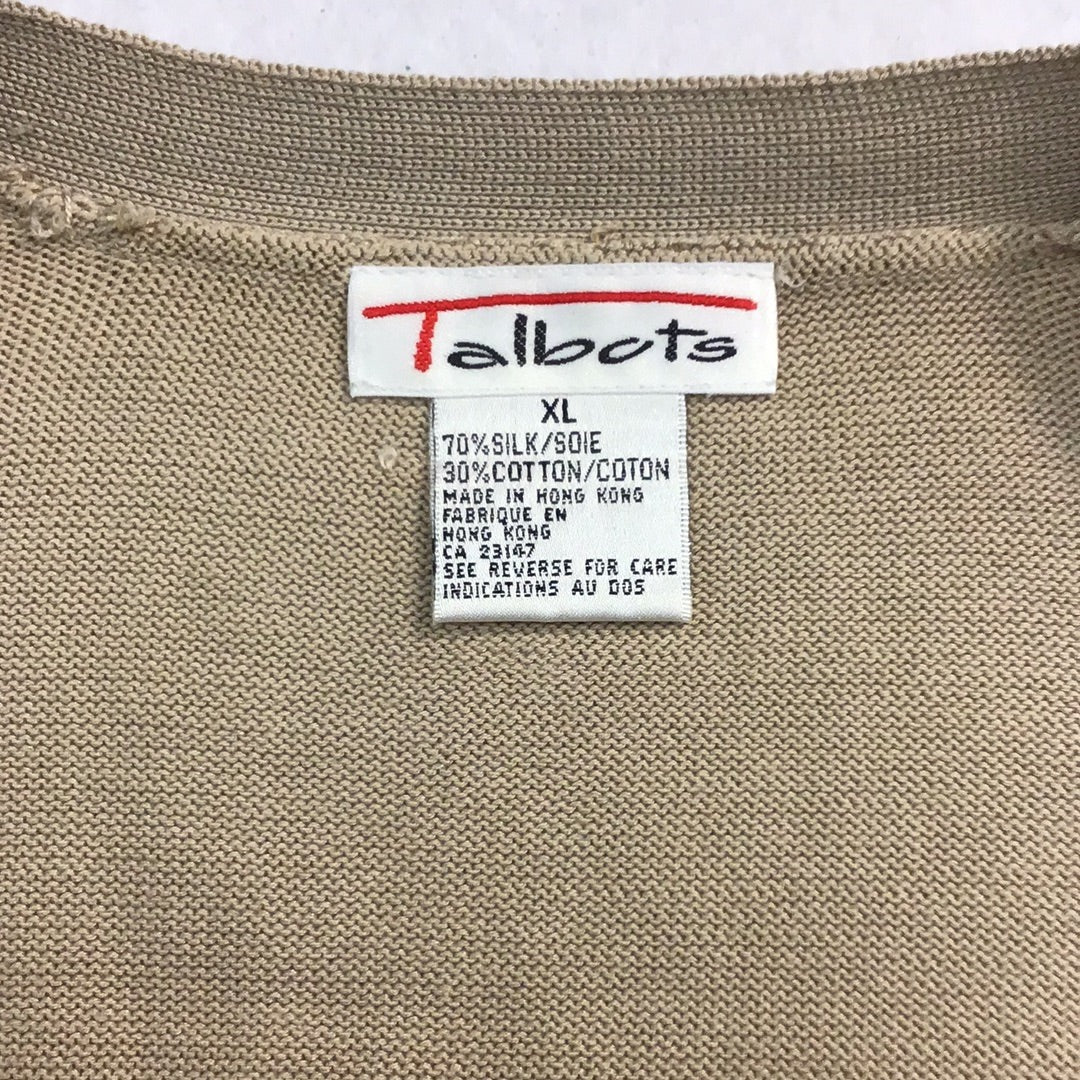 Talbots
XL
70%SILK/SOIE
30%COTTON/COTON
MADE IN HONG KONG
FABRIQUE EN
HONG KONG
CA 23147
SEE REVERSE FOR CARE
INDICATIONS AU DOS